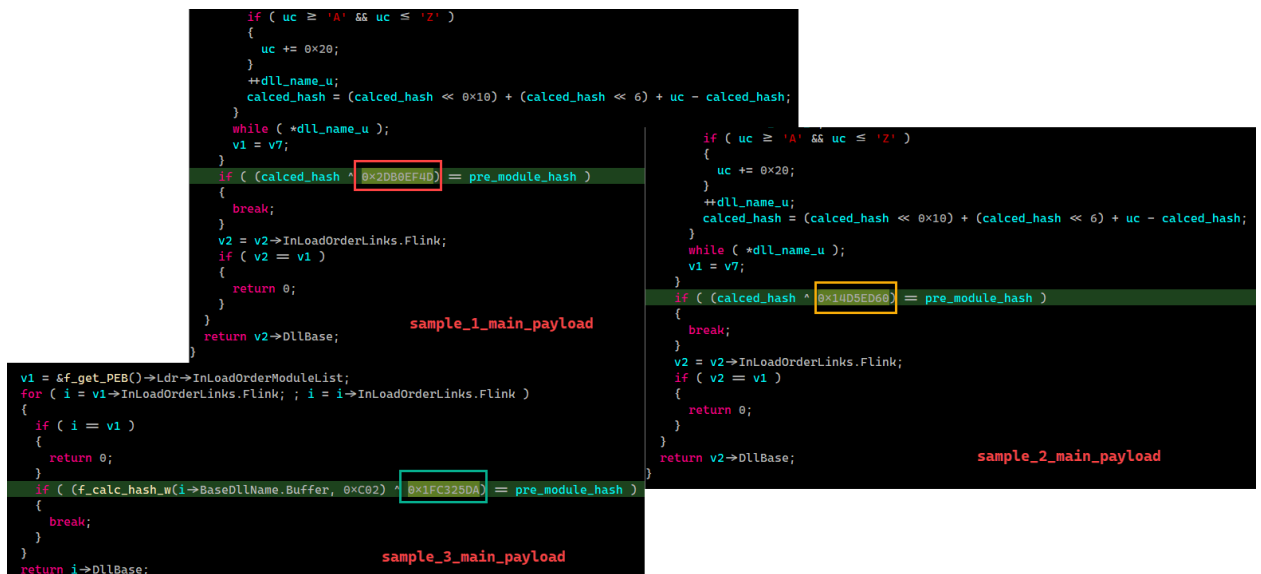 if ( uc ≥ 'A' && uc ≤ 'Z' )
{
uc += 0×20;
}
++dll_name_u;
calced_hash = (calced_hash << 0×10) + (calced_hash << 6) + uc - calced_hash;
}
while ( *dll_name_u );
v1 = v7;
}
if ( (calced_hash ^ 0×2DB0EF4D) == pre_module_hash )
{
break;
}
v2 = v2→InLoadOrderLinks.Flink;
if ( v2 == v1 )
{
return 0;
}
}
return v2→DllBase;
}
sample_1_main_payload
if ( uc ≥ 'A' && uc ≤ 'Z' )
{
uc += 0×20;
}
++dll_name_u;
calced_hash = (calced_hash << 0×10) + (calced_hash << 6) + uc - calced_hash;
}
while ( *dll_name_u );
v1 = v7;
}
if ( (calced_hash ^ 0×14D5ED60) == pre_module_hash )
{
break;
}
v2 = v2→InLoadOrderLinks.Flink;
if ( v2 == v1 )
{
return 0;
}
}
return v2→DllBase;
}
sample_2_main_payload
v1 = &f_get_PEB()→Ldr→InLoadOrderModuleList;
for ( i = v1→InLoadOrderLinks.Flink; ; i = i→InLoadOrderLinks.Flink )
{
if ( i == v1 )
{
return 0;
}
if ( (f_calc_hash_w(i→BaseDllName.Buffer, 0×C02) ^ 0×1FC325DA) == pre_module_hash )
{
break;
}
}
return i→DllBase;
sample_3_main_payload